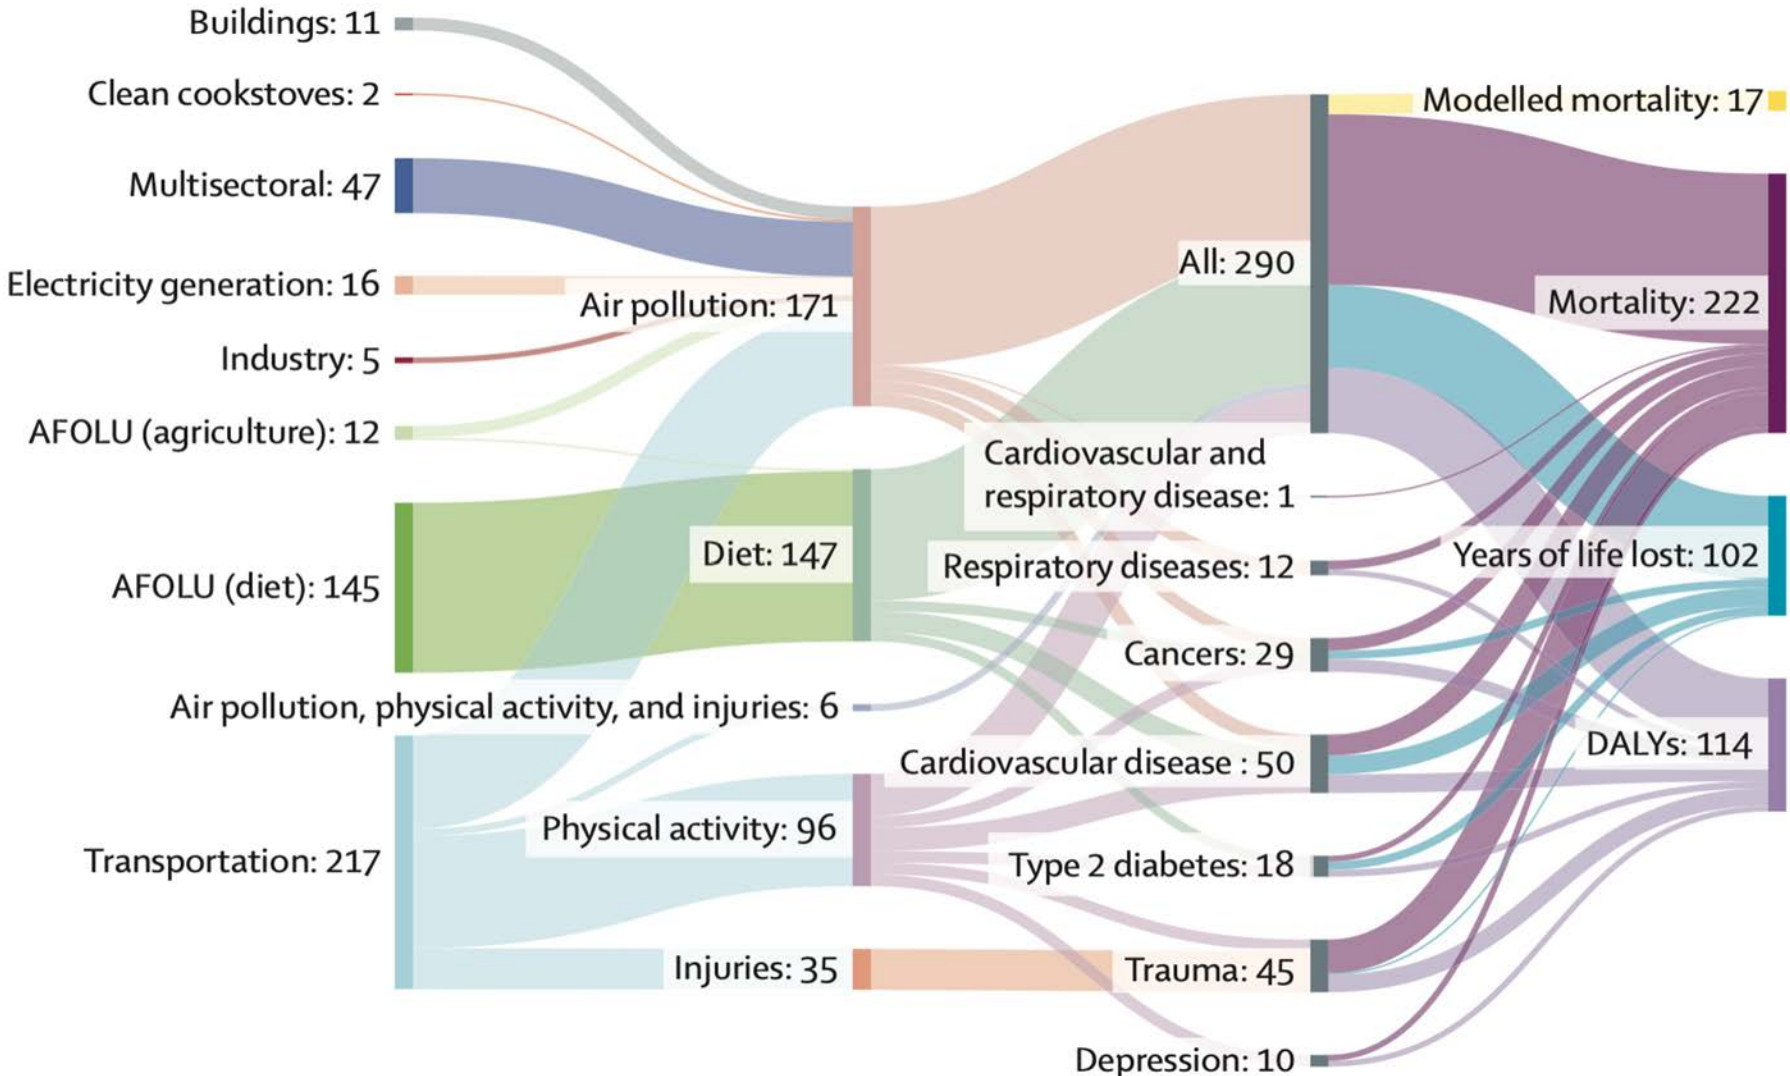 Buildings: 11
Clean cookstoves: 2
Multisectoral: 47
Electricity generation: 16
Industry: 5
AFOLU (agriculture): 12
AFOLU (diet): 145
Transportation: 217
Air pollution: 171
Diet: 147
Air pollution, physical activity, and injuries: 6
Physical activity: 96
Injuries: 35
All: 290
Cardiovascular and
respiratory disease: 1
Respiratory diseases: 12
Cancers: 29
Cardiovascular disease : 50
Type 2 diabetes: 18
Trauma: 45
Depression: 10
Modelled mortality: 17
Mortality: 222
Years of life lost: 102
DALYs: 114